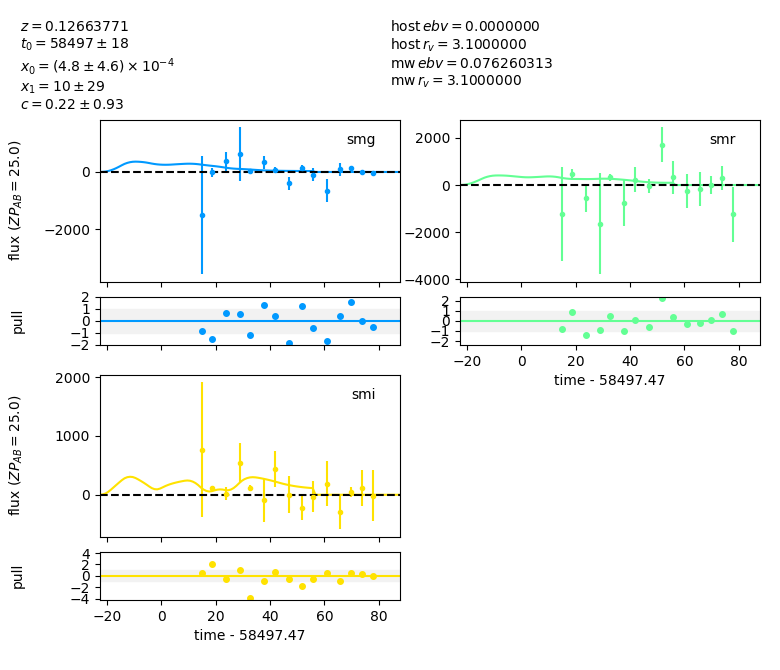 z = 0.12663771
t₀ = 58497 ± 18
x₀ = (4.8 ± 4.6) × 10⁻⁴
x₁ = 10 ± 29
c = 0.22 ± 0.93
host ebv = 0.0000000
host r_v = 3.1000000
mw ebv = 0.076260313
mw r_v = 3.1000000
flux (ZP_AB = 25.0)
0
−2000
smg
2000
0
−2000
−4000
smr
pull
2
1
0
−1
−2
2
1
0
−1
−2
−20 0 20 40 60 80
time - 58497.47
flux (ZP_AB = 25.0)
2000
1000
0
smi
pull
4
2
0
−2
−4
−20 0 20 40 60 80
time - 58497.47